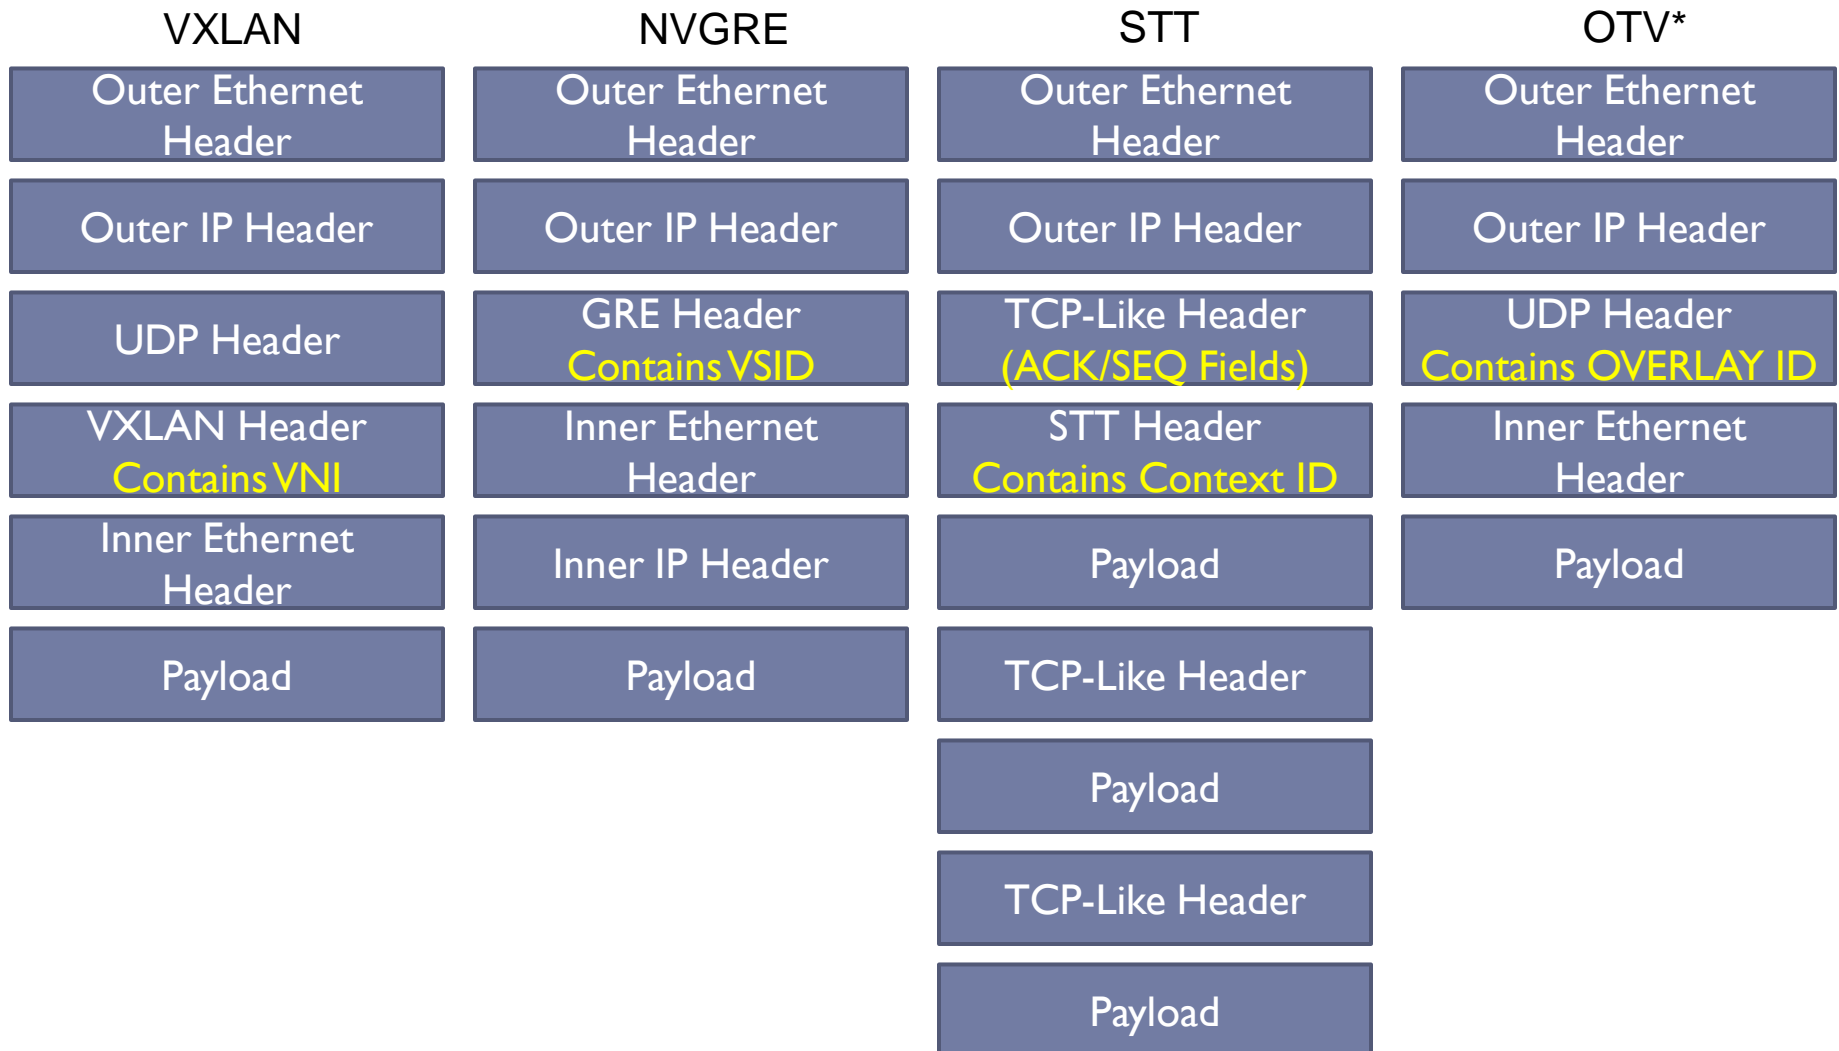 VXLAN
Outer Ethernet
Header
Outer IP Header
UDP Header
VXLAN Header
Contains VNI
Inner Ethernet
Header
Payload
NVGRE
Outer Ethernet
Header
Outer IP Header
GRE Header
Contains VSID
Inner Ethernet
Header
Inner IP Header
Payload
STT
Outer Ethernet
Header
Outer IP Header
TCP-Like Header
(ACK/SEQ Fields)
STT Header
Contains Context ID
Payload
TCP-Like Header
Payload
TCP-Like Header
Payload
OTV*
Outer Ethernet
Header
Outer IP Header
UDP Header
Contains OVERLAY ID
Inner Ethernet
Header
Payload